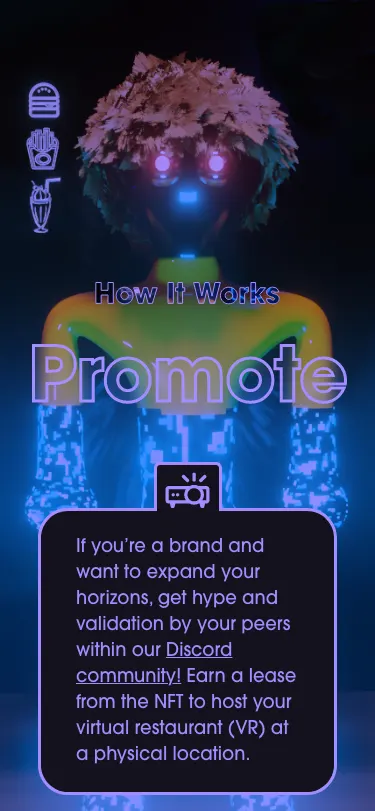 How It Works
Promote
If you're a brand and
want to expand your
horizons, get hype and
validation by your peers
within our Discord
community! Earn a lease
from the NFT to host your
virtual restaurant (VR) at
a physical location.